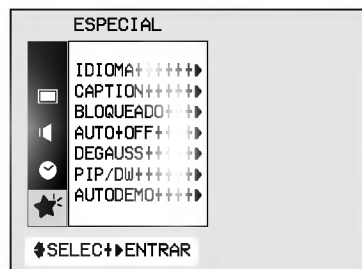 ESPECIAL
IDIOMA+++++▶
CAPTION+++++▶
BLOQUEADO++▶
AUTO+OFF+++▶
DEGAUSS++++▶
PIP/DW+++++▶
AUTODEMO+++▶
♦SELEC+▶ENTRAR